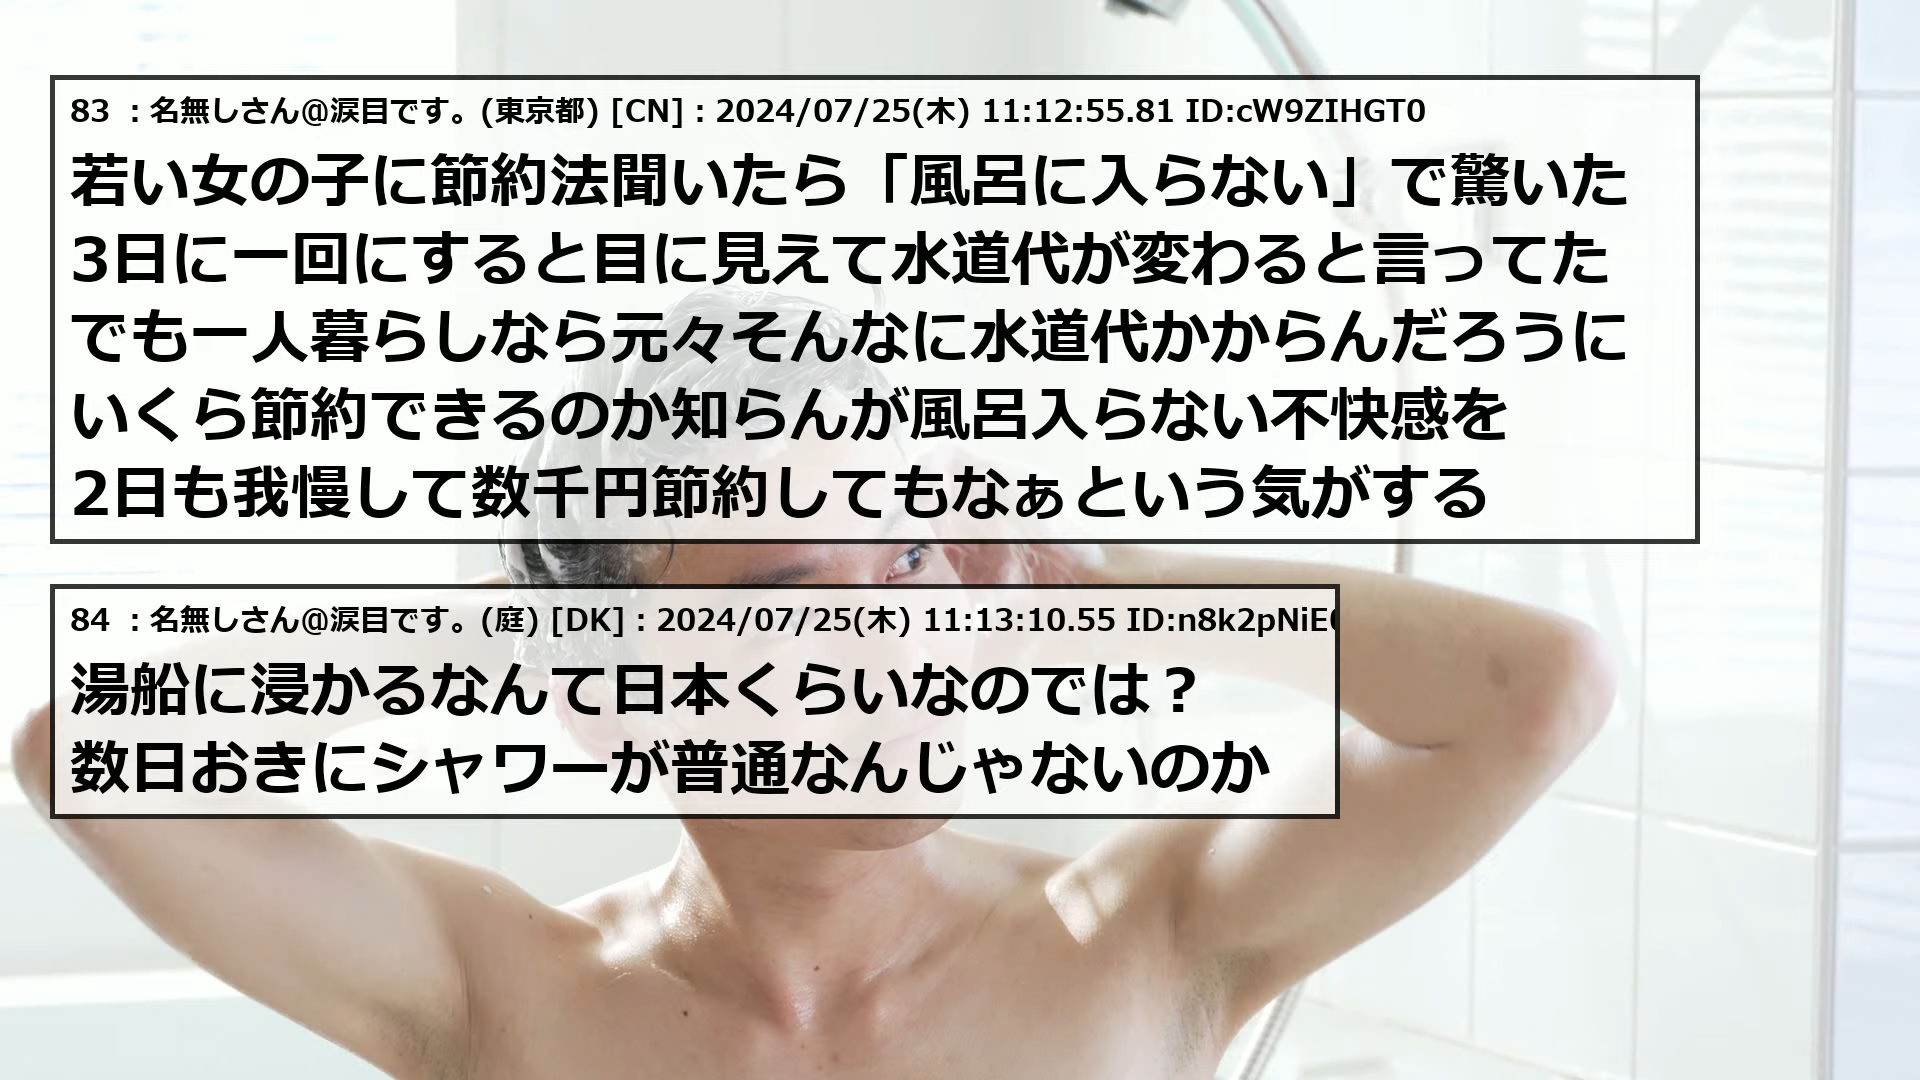 83 ：名無しさん@涙目です。(東京都) [CN]：2024/07/25(木) 11:12:55.81 ID:cW9ZIHGT0
若い女の子に節約法聞いたら「風呂に入らない」で驚いた
3日に一回にすると目に見えて水道代が変わると言ってた
でも一人暮らしなら元々そんなに水道代かからんだろうに
いくら節約できるのか知らんが風呂入らない不快感を
2日も我慢して数千円節約してもなぁという気がする
84 ：名無しさん@涙目です。(庭) [DK]：2024/07/25(木) 11:13:10.55 ID:n8k2pNiE
湯船に浸かるなんて日本くらいなのでは？
数日おきにシャワーが普通なんじゃないのか